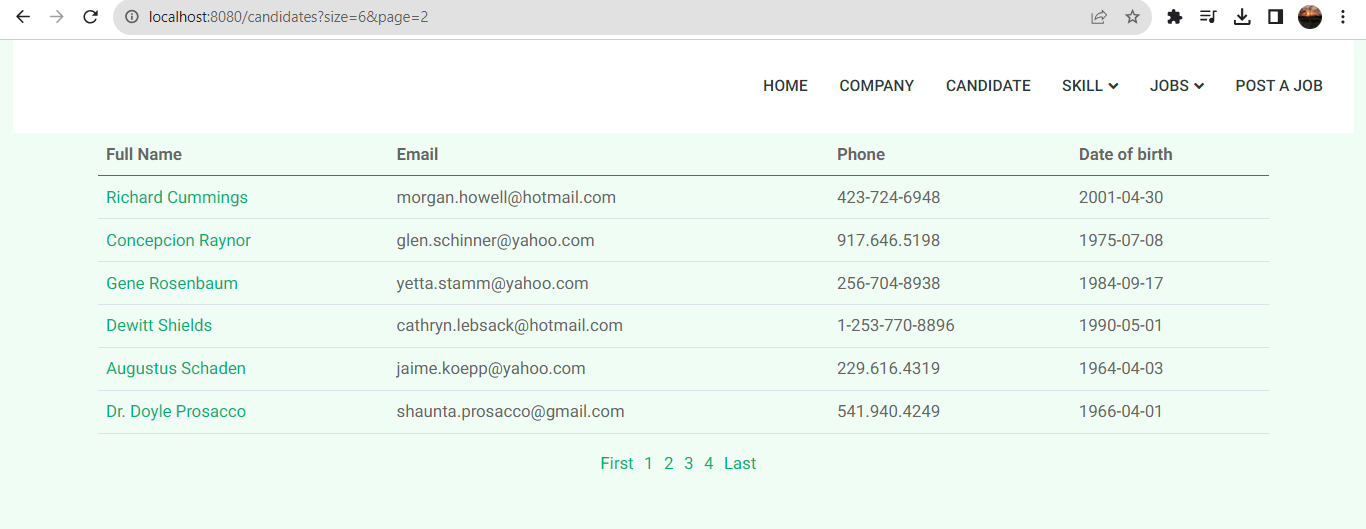 localhost:8080/candidates?size=6&page=2
HOME COMPANY CANDIDATE SKILL JOBS POST A JOB
Full Name Email Phone Date of birth
Richard Cummings morgan.howell@hotmail.com 423-724-6948 2001-04-30
Concepcion Raynor glen.schinner@yahoo.com 917.646.5198 1975-07-08
Gene Rosenbaum yetta.stamm@yahoo.com 256-704-8938 1984-09-17
Dewitt Shields cathryn.lebsack@hotmail.com 1-253-770-8896 1990-05-01
Augustus Schaden jaime.koepp@yahoo.com 229.616.4319 1964-04-03
Dr. Doyle Prosacco shaunta.prosacco@gmail.com 541.940.4249 1966-04-01
First 1 2 3 4 Last